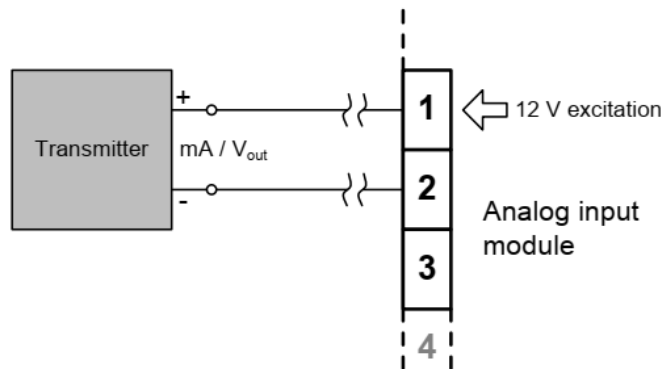 Transmitter
+
mA / Vout
-
1
2
3
4
12 V excitation
Analog input
module